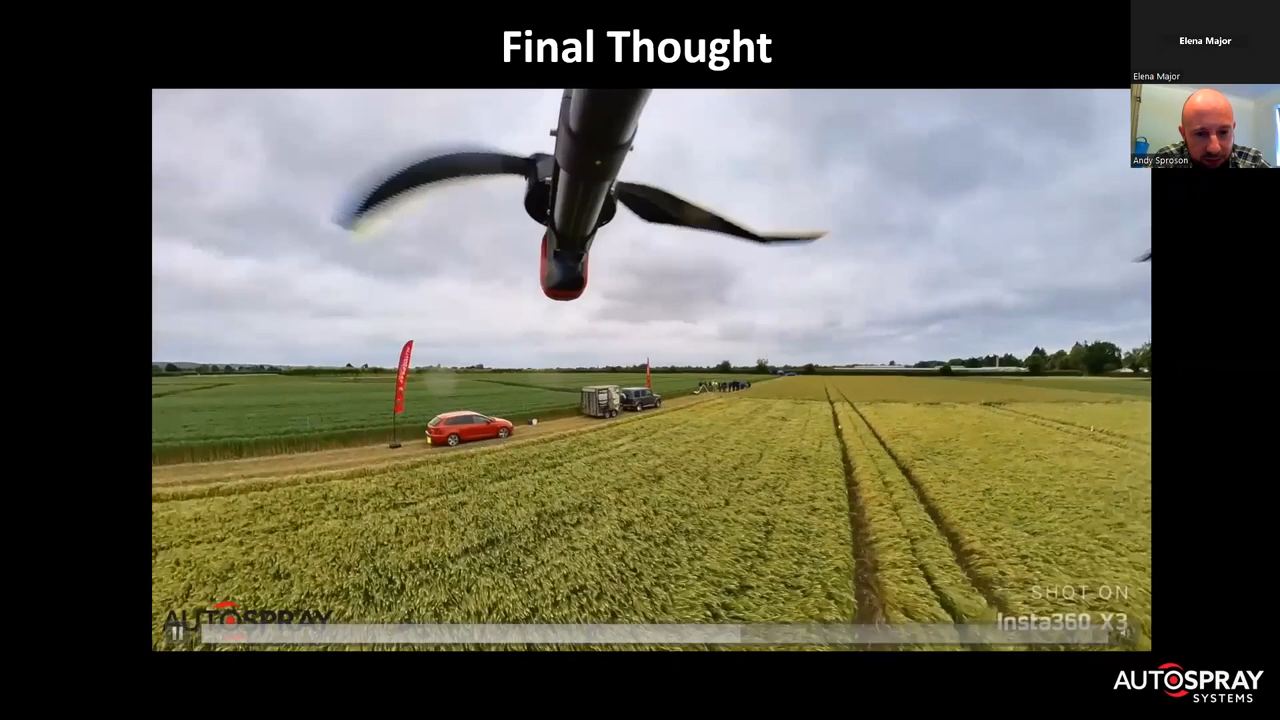 Final Thought
Elena Major
Elena Major
Andy Sproson
AUTOSPRAY
SHOT ON
Insta360 X3
AUTOSPRAY
SYSTEMS